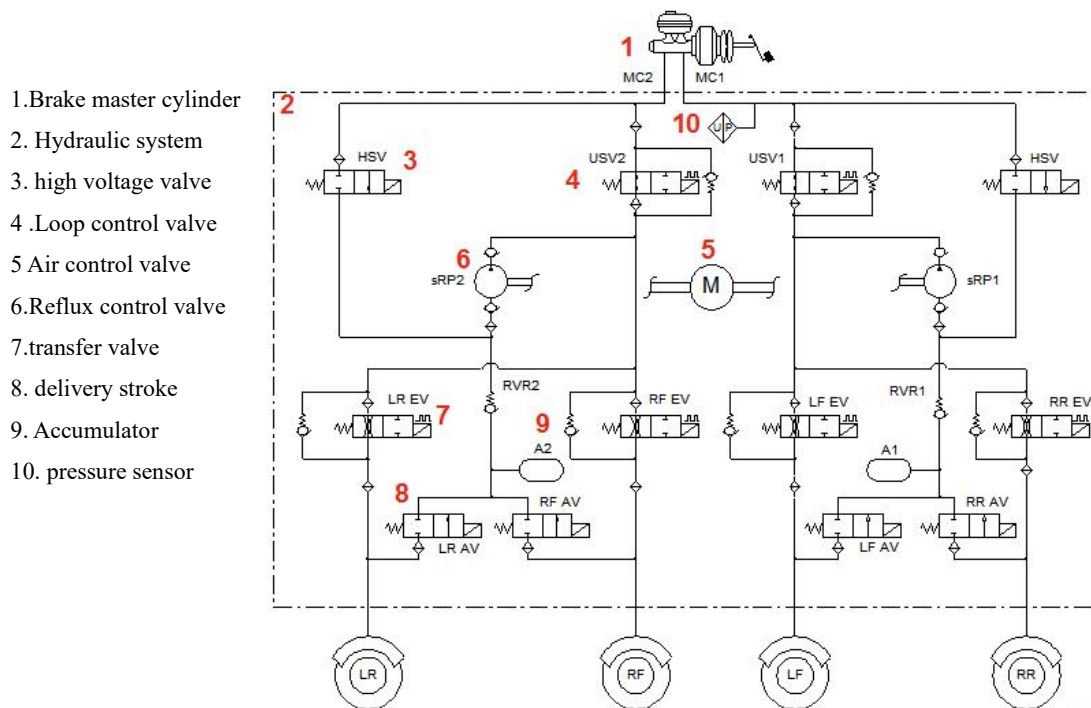 1.Brake master cylinder
2. Hydraulic system
3. high voltage valve
4 .Loop control valve
5 Air control valve
6.Reflux control valve
7.transfer valve
8. delivery stroke
9. Accumulator
10. pressure sensor
1
MC2 MC1
2
10 U P
HSV 3
USV2
4
USV1
HSV
6
sRP2
5
M
sRP1
RVR2
RVR1
LR EV
7
RF EV
9
LF EV
RR EV
A2
A1
8
RF AV
LR AV
RR AV
LF AV
LR
RF
LF
RR